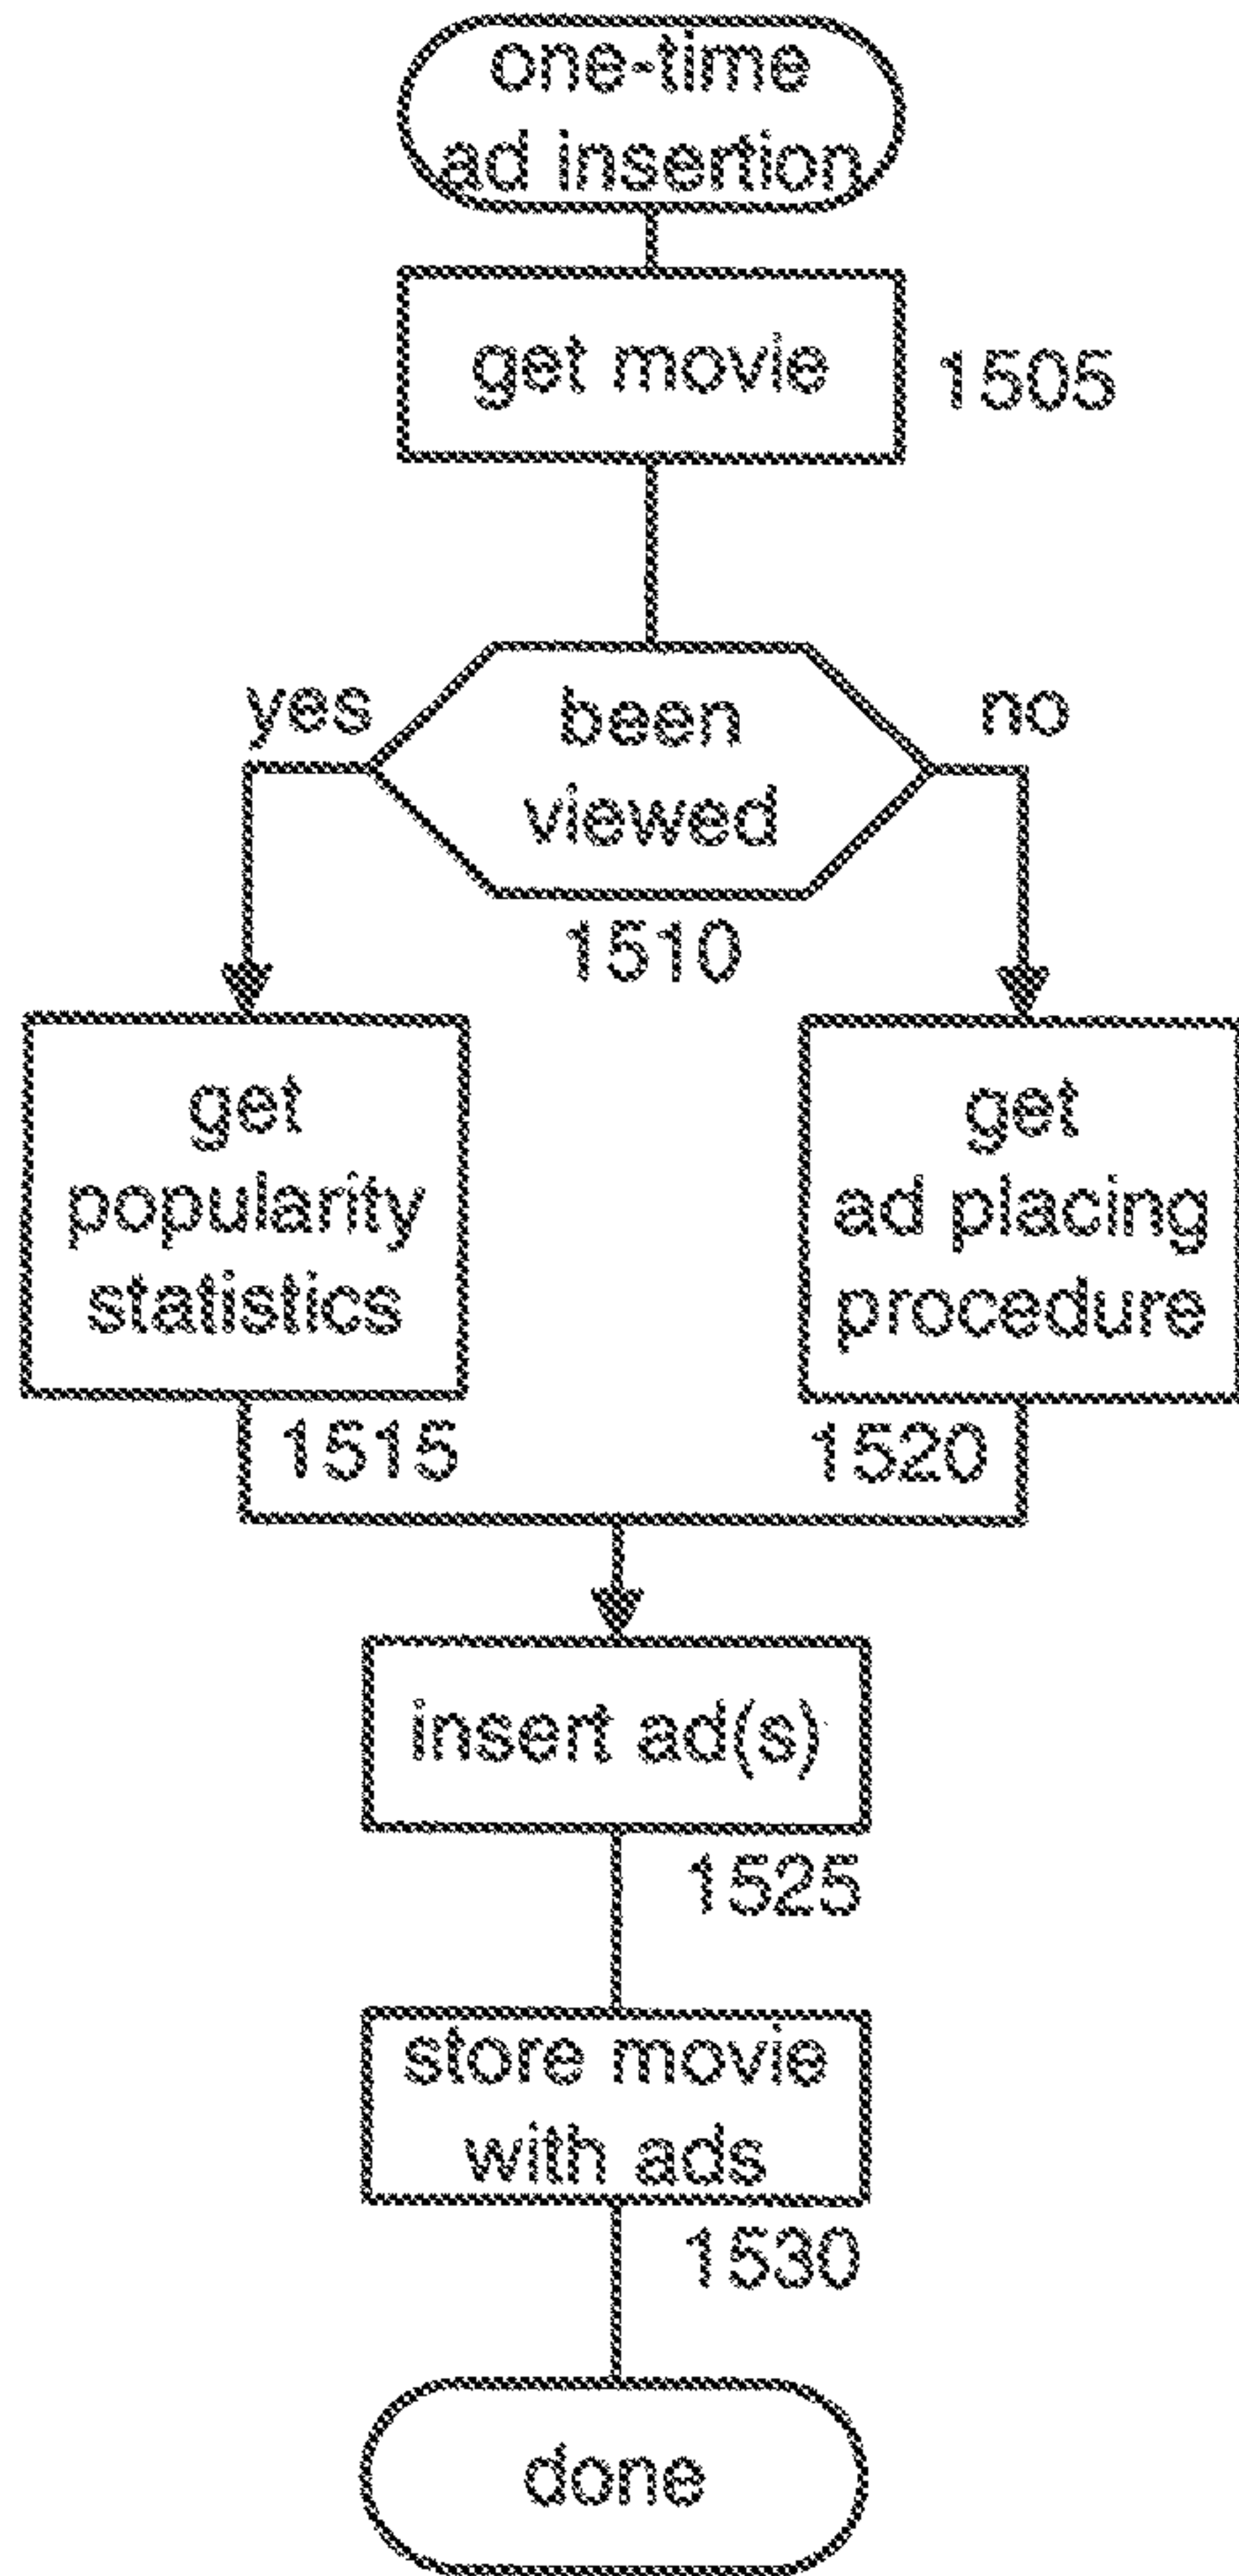 one-time
ad insertion
get movie
1505
yes
been
viewed
no
1510
get
popularity
statistics
1515
get
ad placing
procedure
1520
insert ad(s)
1525
store movie
with ads
1530
done